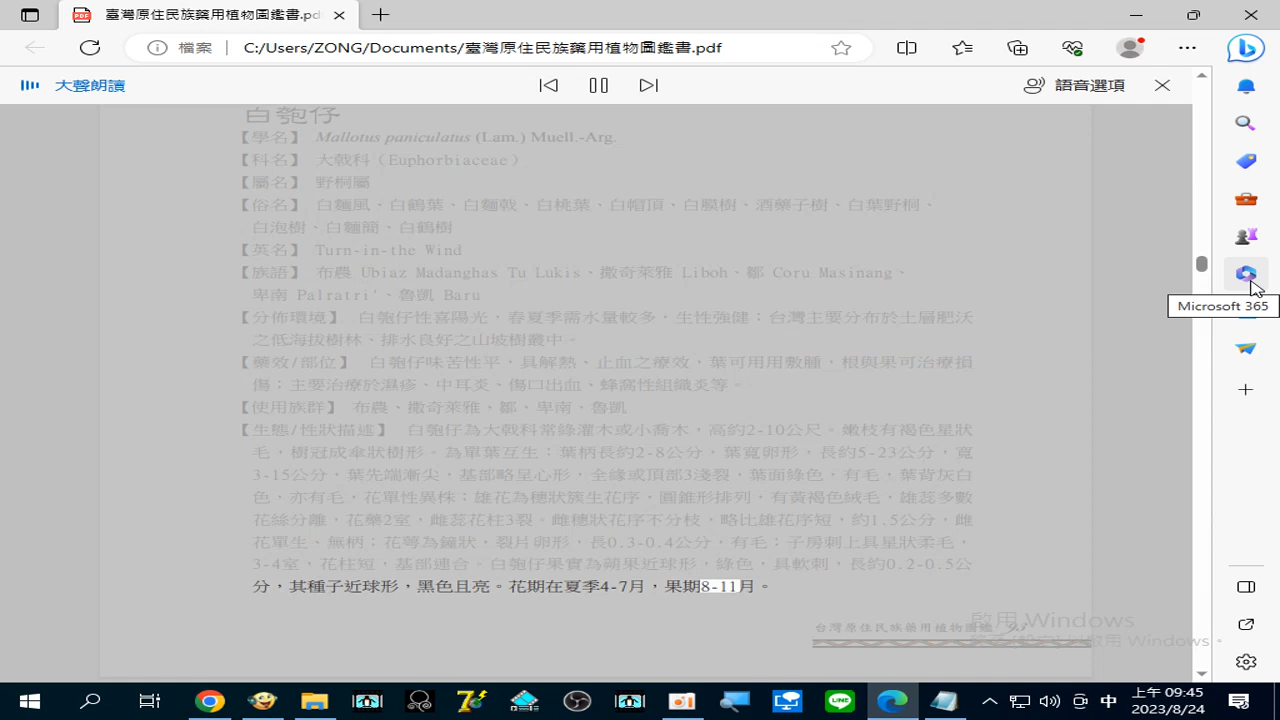 臺灣原住民族藥用植物圖鑑書.pdf
檔案
C:/Users/ZONG/Documents/臺灣原住民族藥用植物圖鑑書.pdf
大聲朗讀
語音選項
白匏仔
【學名】 Mallotus paniculatus (Lam.) Muell.-Arg.
【科名】 大戟科（Euphorbiaceae）
【屬名】 野桐屬
【俗名】 白麵風、白鶴葉、白麵戟、白桃葉、白帽頂、白膜樹、酒藥子樹、白葉野桐、
白泡樹、白麵簡、白鶴樹
【英名】 Turn-in-the Wind
【族語】 布農 Ubiaz Madanghas Tu Lukis、撒奇萊雅 Liboh、鄒 Coru Masinang、
卑南 Palratri'、魯凱 Baru
【分佈環境】 白匏仔性喜陽光，春夏季需水量較多，生性強健；台灣主要分布於土層肥沃
之低海拔樹林、排水良好之山坡樹叢中。
【藥效/部位】 白匏仔味苦性平，具解熱、止血之療效，葉可用用數腫，根與果可治療損
傷；主要治療於濕疹、中耳炎、傷口出血、蜂窩性組織炎等。
【使用族群】 布農、撒奇萊雅、鄒、卑南、魯凱
【生態/性狀描述】 白匏仔為大戟科常綠灌木或小喬木，高約2-10公尺。嫩枝有褐色星狀
毛，樹冠成傘狀樹形。為單葉互生；葉柄長約2-8公分，葉寬卵形，長約5-23公分，寬
3-15公分，葉先端漸尖，基部略呈心形，全緣或頂部3淺裂，葉面綠色，有毛，葉背灰白
色，亦有毛，花單性異株；雄花為穗狀簇生花序，圓錐形排列，有黃褐色絨毛，雄蕊多數
花絲分離，花藥2室，雌蕊花柱3裂。雌穗狀花序不分枝，略比雄花序短，約1.5公分，雌
花單生、無柄；花萼為鐘狀，裂片卵形，長0.3-0.4公分，有毛；子房刺上具星狀柔毛，
3-4室，花柱短，基部連合。白匏仔果實為蒴果近球形，綠色，具軟刺，長約0.2-0.5公
分，其種子近球形，黑色且亮。花期在夏季4-7月，果期8-11月。
台灣原住民族藥用植物圖鑑
啟用 Windows
Microsoft 365
中
上午 09:45
2023/8/24